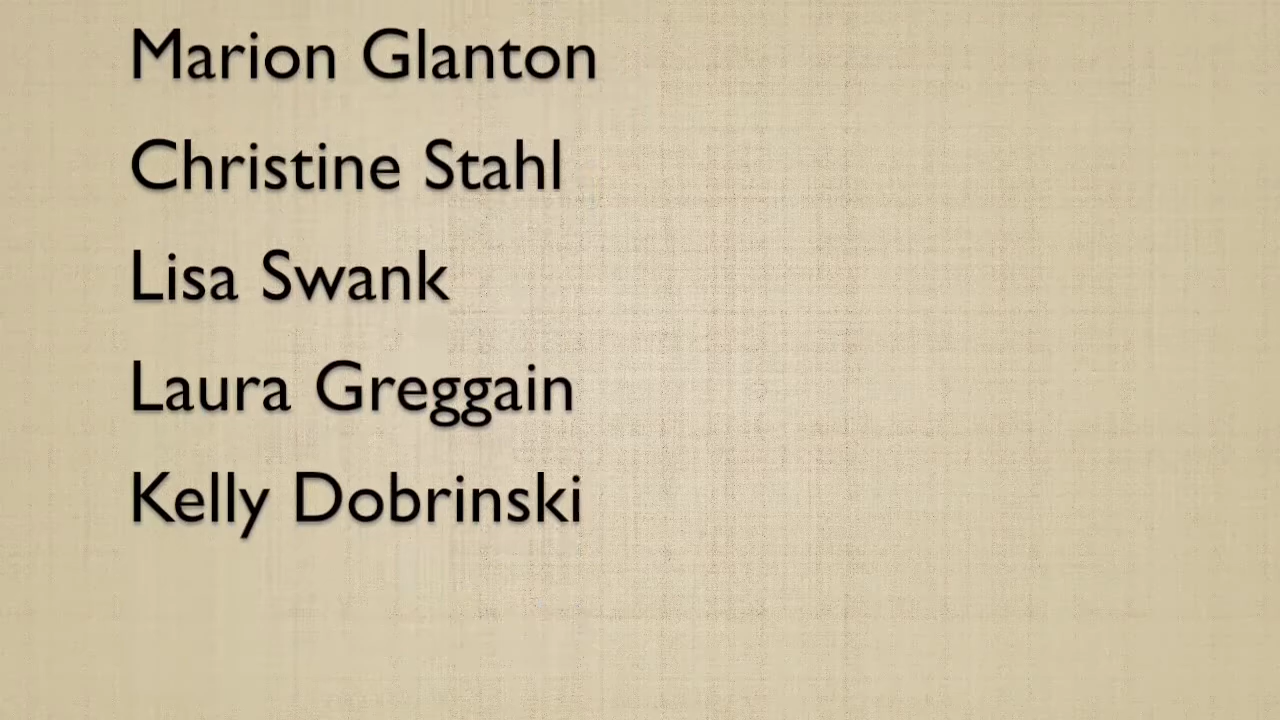 Marion Glanton
Christine Stahl
Lisa Swank
Laura Greggain
Kelly Dobrinski